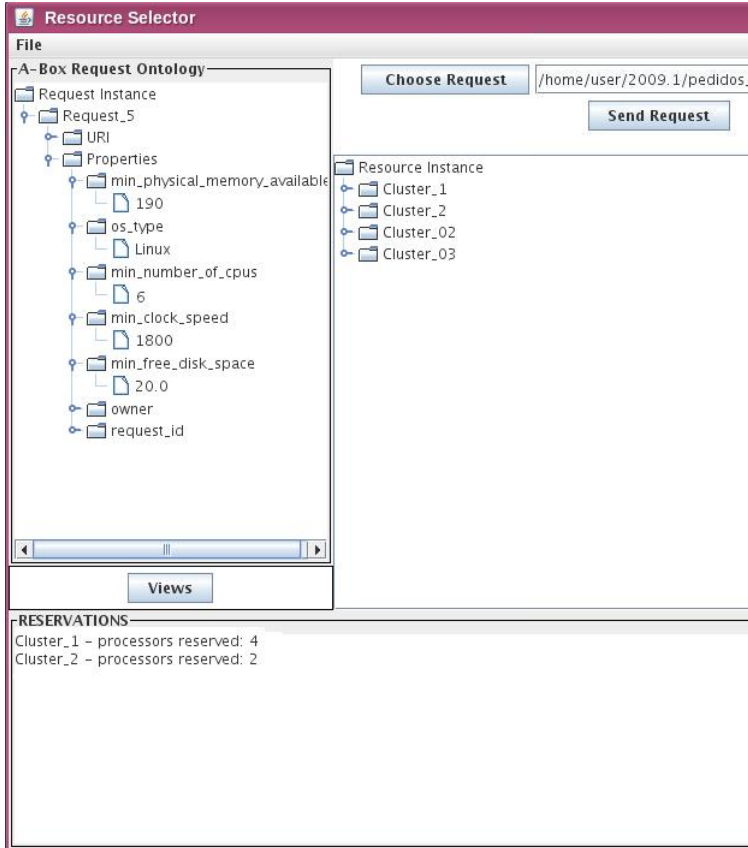 Resource Selector
File
A-Box Request Ontology
Request Instance
Request_5
URI
Properties
min_physical_memory_available
190
os_type
Linux
min_number_of_cpus
6
min_clock_speed
1800
min_free_disk_space
20.0
owner
request_id
Views
Choose Request /home/user/2009.1/pedidos_
Send Request
Resource Instance
Cluster_1
Cluster_2
Cluster_02
Cluster_03
RESERVATIONS
Cluster_1 – processors reserved: 4
Cluster_2 – processors reserved: 2